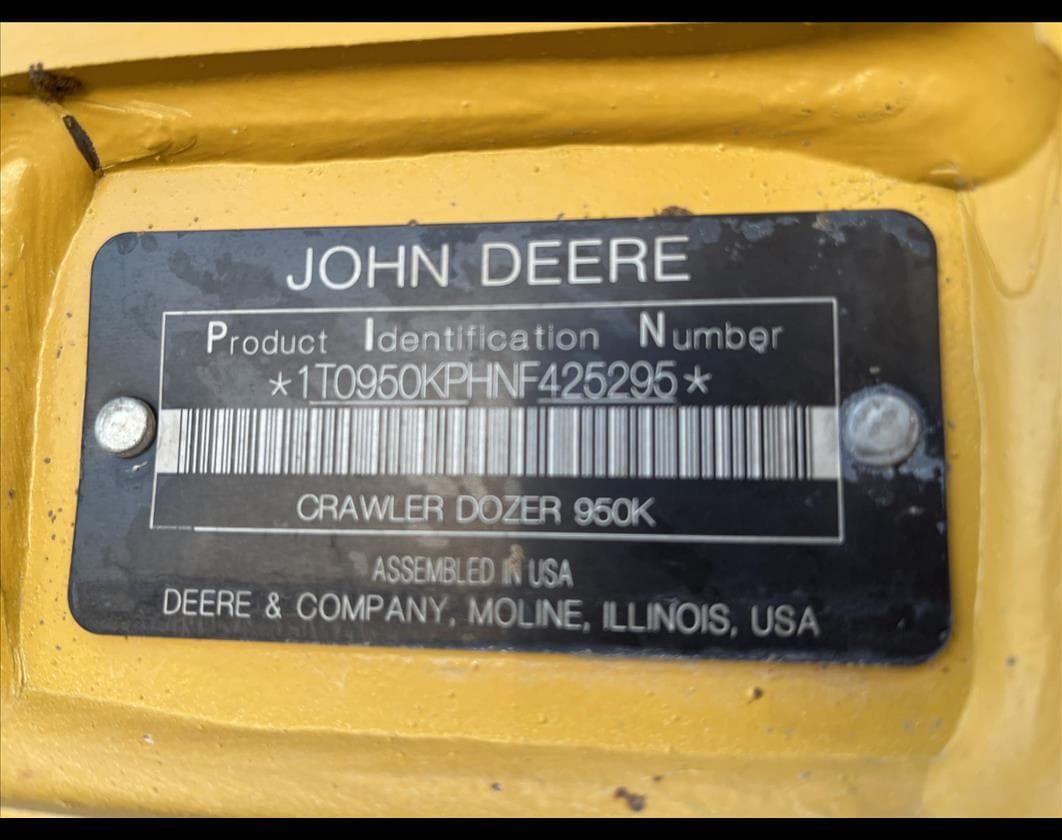 JOHN DEERE
Product Identification Number
*1T0950KPHNF425295*
CRAWLER DOZER 950K
ASSEMBLED IN USA
DEERE & COMPANY, MOLINE, ILLINOIS, USA